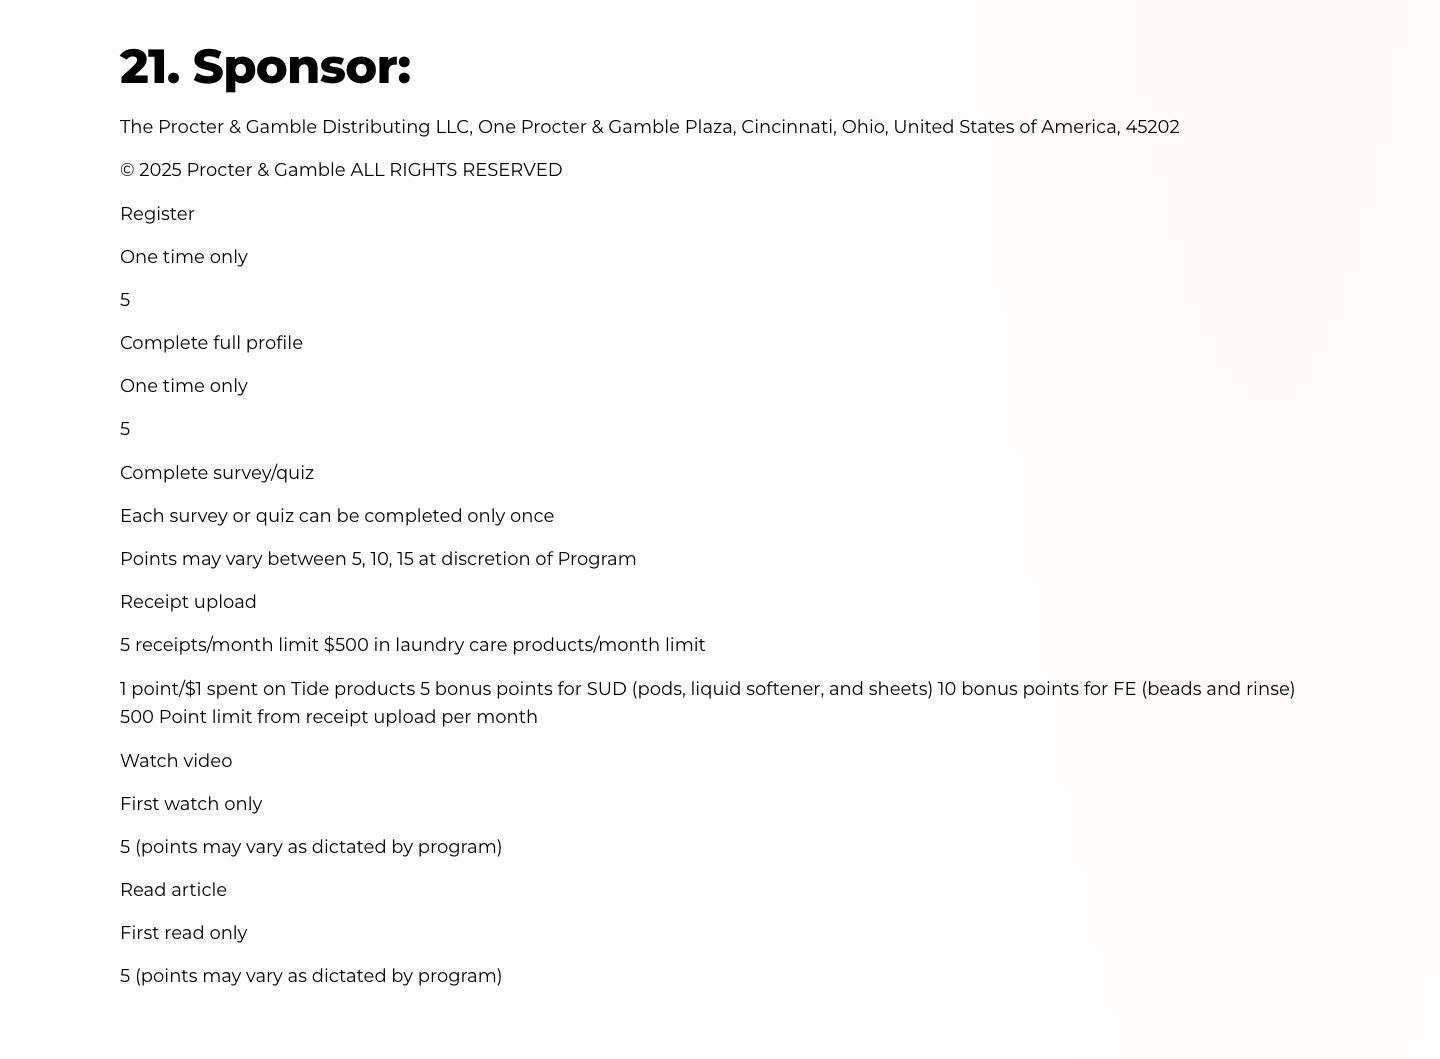 21. Sponsor:
The Procter & Gamble Distributing LLC, One Procter & Gamble Plaza, Cincinnati, Ohio, United States of America, 45202
© 2025 Procter & Gamble ALL RIGHTS RESERVED
Register
One time only
5
Complete full profile
One time only
5
Complete survey/quiz
Each survey or quiz can be completed only once
Points may vary between 5, 10, 15 at discretion of Program
Receipt upload
5 receipts/month limit $500 in laundry care products/month limit
1 point/$1 spent on Tide products 5 bonus points for SUD (pods, liquid softener, and sheets) 10 bonus points for FE (beads and rinse)
500 Point limit from receipt upload per month
Watch video
First watch only
5 (points may vary as dictated by program)
Read article
First read only
5 (points may vary as dictated by program)